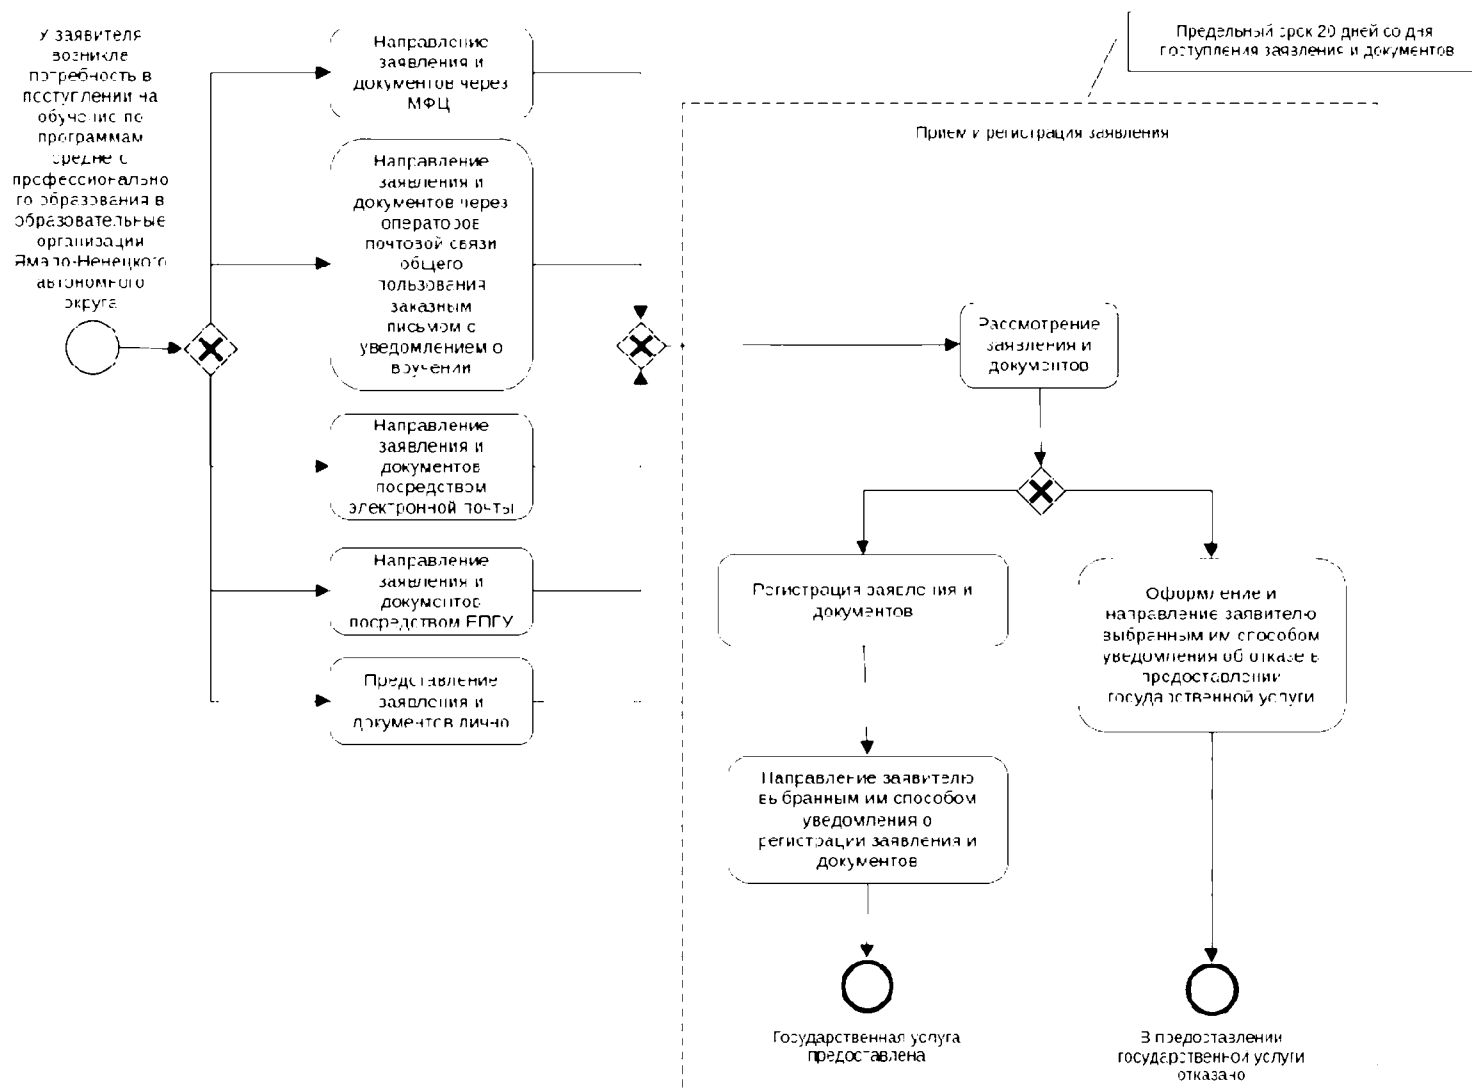 У заявителя
возникла
потребность в
поступлении на
обучение по
программам
среднего
профессионально
го образования в
образовательные
организации
Ямало-Ненецкого
автономного
округа
Направление
заявления и
документов через
МФЦ
Направление
заявления и
документов через
операторов
почтовой связи
общего
пользования
заказным
письмом с
уведомлением о
вручении
Направление
заявления и
документов
посредством
электронной почты
Направление
заявления и
документов
посредством ЕПГУ
Представление
заявления и
документов лично
Предельный срок 20 дней со дня
поступления заявления и документов
Прием и регистрация заявления
Рассмотрение
заявления и
документов
Регистрация заявления и
документов
Оформление и
направление заявителю
выбранным им способом
уведомления об отказе в
предоставлении
государственной услуги
Направление заявителю
выбранным им способом
уведомления о
регистрации заявления и
документов
Государственная услуга
предоставлена
В предоставлении
государственной услуги
отказано